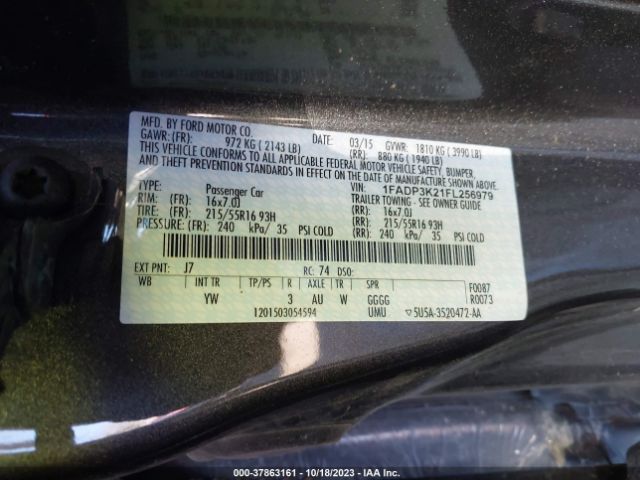 MFD. BY FORD MOTOR CO.
DATE: 03/15 GVWR: 1810 KG ( 3990 LB)
GAWR: (FR): 972 KG ( 2143 LB) (RR): 880 KG ( 1940 LB)
THIS VEHICLE CONFORMS TO ALL APPLICABLE FEDERAL MOTOR VEHICLE SAFETY, BUMPER,
AND THEFT PREVENTION STANDARDS IN EFFECT ON THE DATE OF MANUFACTURE SHOWN ABOVE.
TYPE: Passenger Car VIN: 1FADP3K21FL256979
TRAILER TOWING - SEE OWNER GUIDE
RIM: (FR): 16x7.0J (RR): 16x7.0J
TIRE: (FR): 215/55R16 93H (RR): 215/55R16 93H
PRESSURE: (FR): 240 kPa/ 35 PSI COLD (RR): 240 kPa/ 35 PSI COLD
EXT PNT: J7 RC: 74 DSO:
WB INT TR TP/PS R AXLE TR SPR F0087
YW 3 AU W GGGG R0073
1201503054594 UMU ▽5U5A-3520472-AA
000-37863161 - 10/18/2023 - IAA Inc.